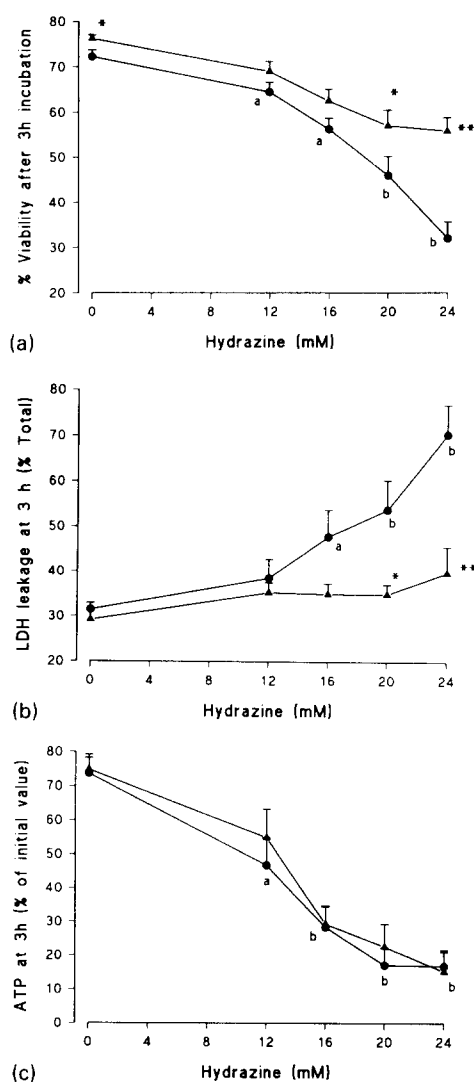 % Viability after 3h incubation
80
70
60
50
40
30
20
*
*
**
a
a
b
b
0 4 8 12 16 20 24
(a)
Hydrazine (mM)
LDH leakage at 3 h (% Total)
80
70
60
50
40
30
20
b
b
a
*
**
0 4 8 12 16 20 24
(b)
Hydrazine (mM)
ATP at 3h (% of initial value)
80
70
60
50
40
30
20
10
0
a
b
b
b
0 4 8 12 16 20 24
(c)
Hydrazine (mM)